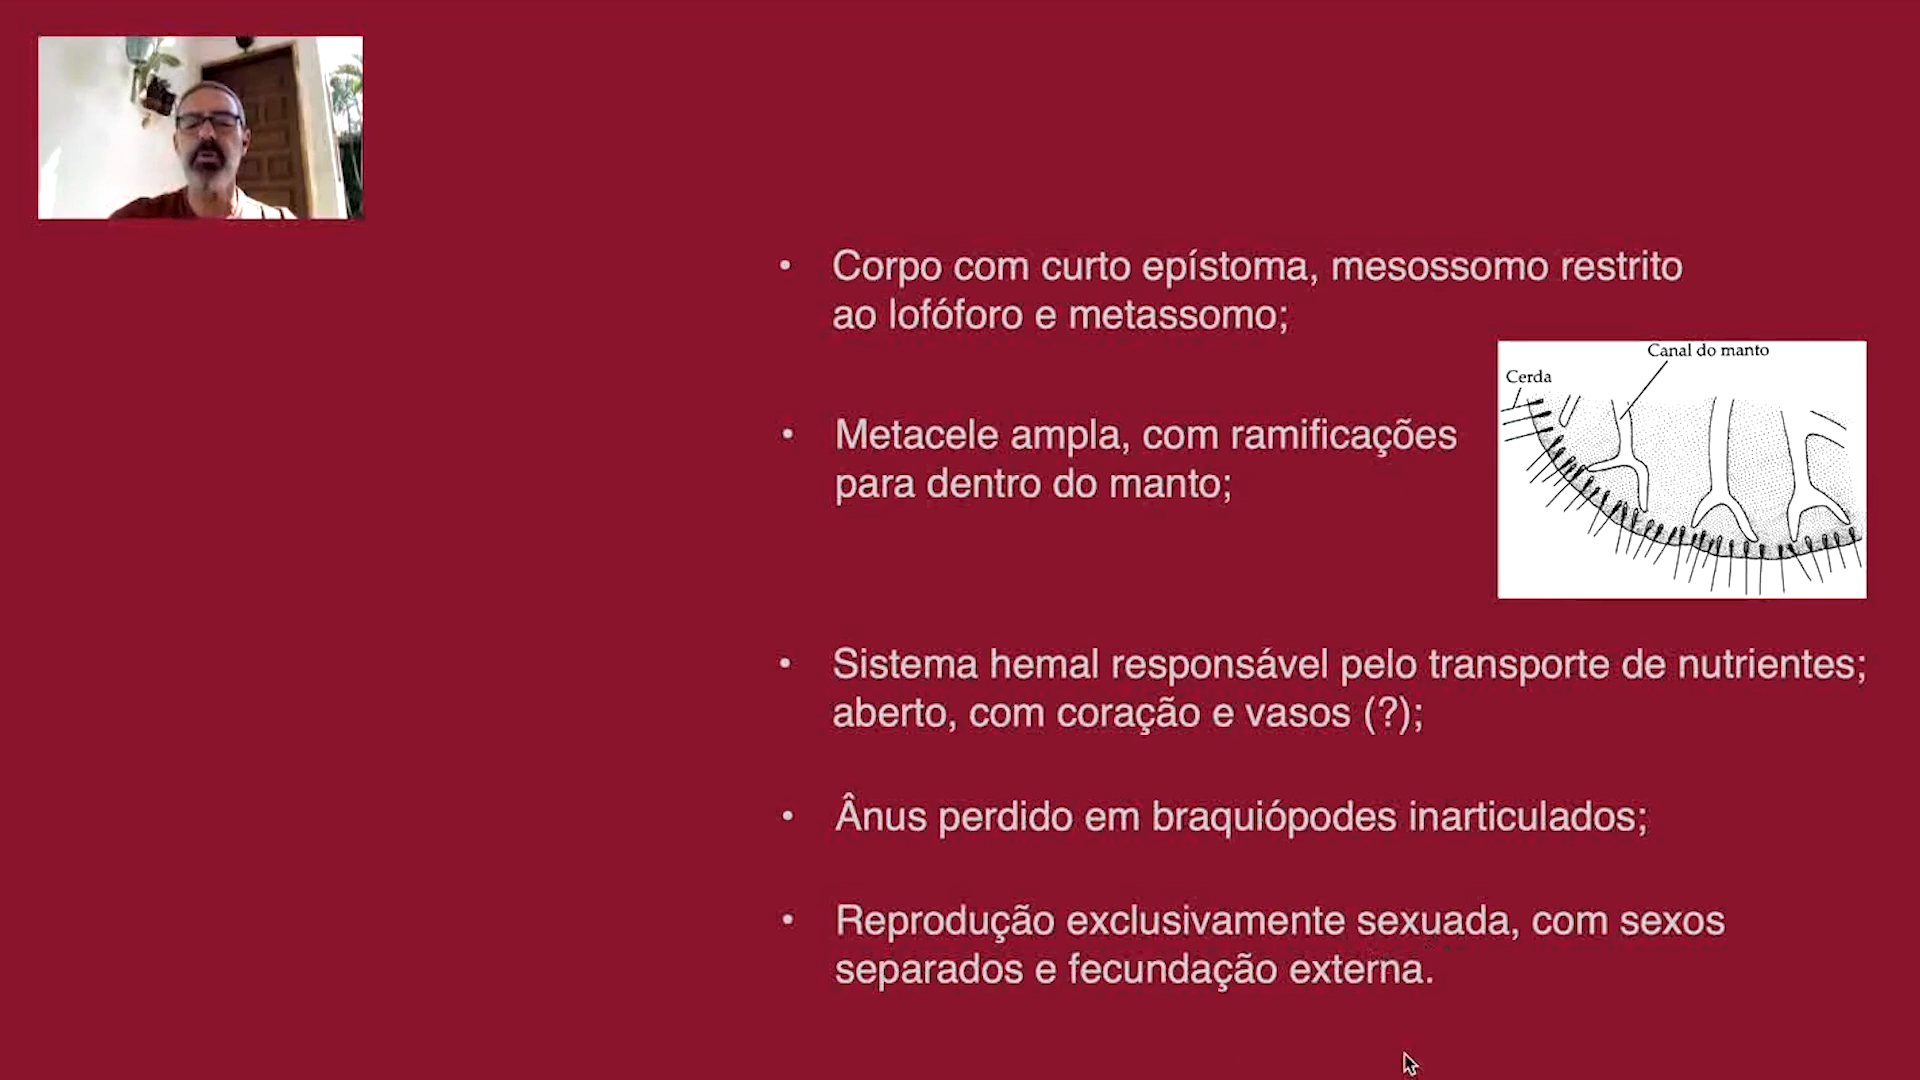 • Corpo com curto epístoma, mesossomo restrito
ao lofóforo e metassomo;
Canal do manto
Cerda
• Metacele ampla, com ramificações
para dentro do manto;
• Sistema hemal responsável pelo transporte de nutrientes;
aberto, com coração e vasos (?);
• Ânus perdido em braquiópodes inarticulados;
• Reprodução exclusivamente sexuada, com sexos
separados e fecundação externa.